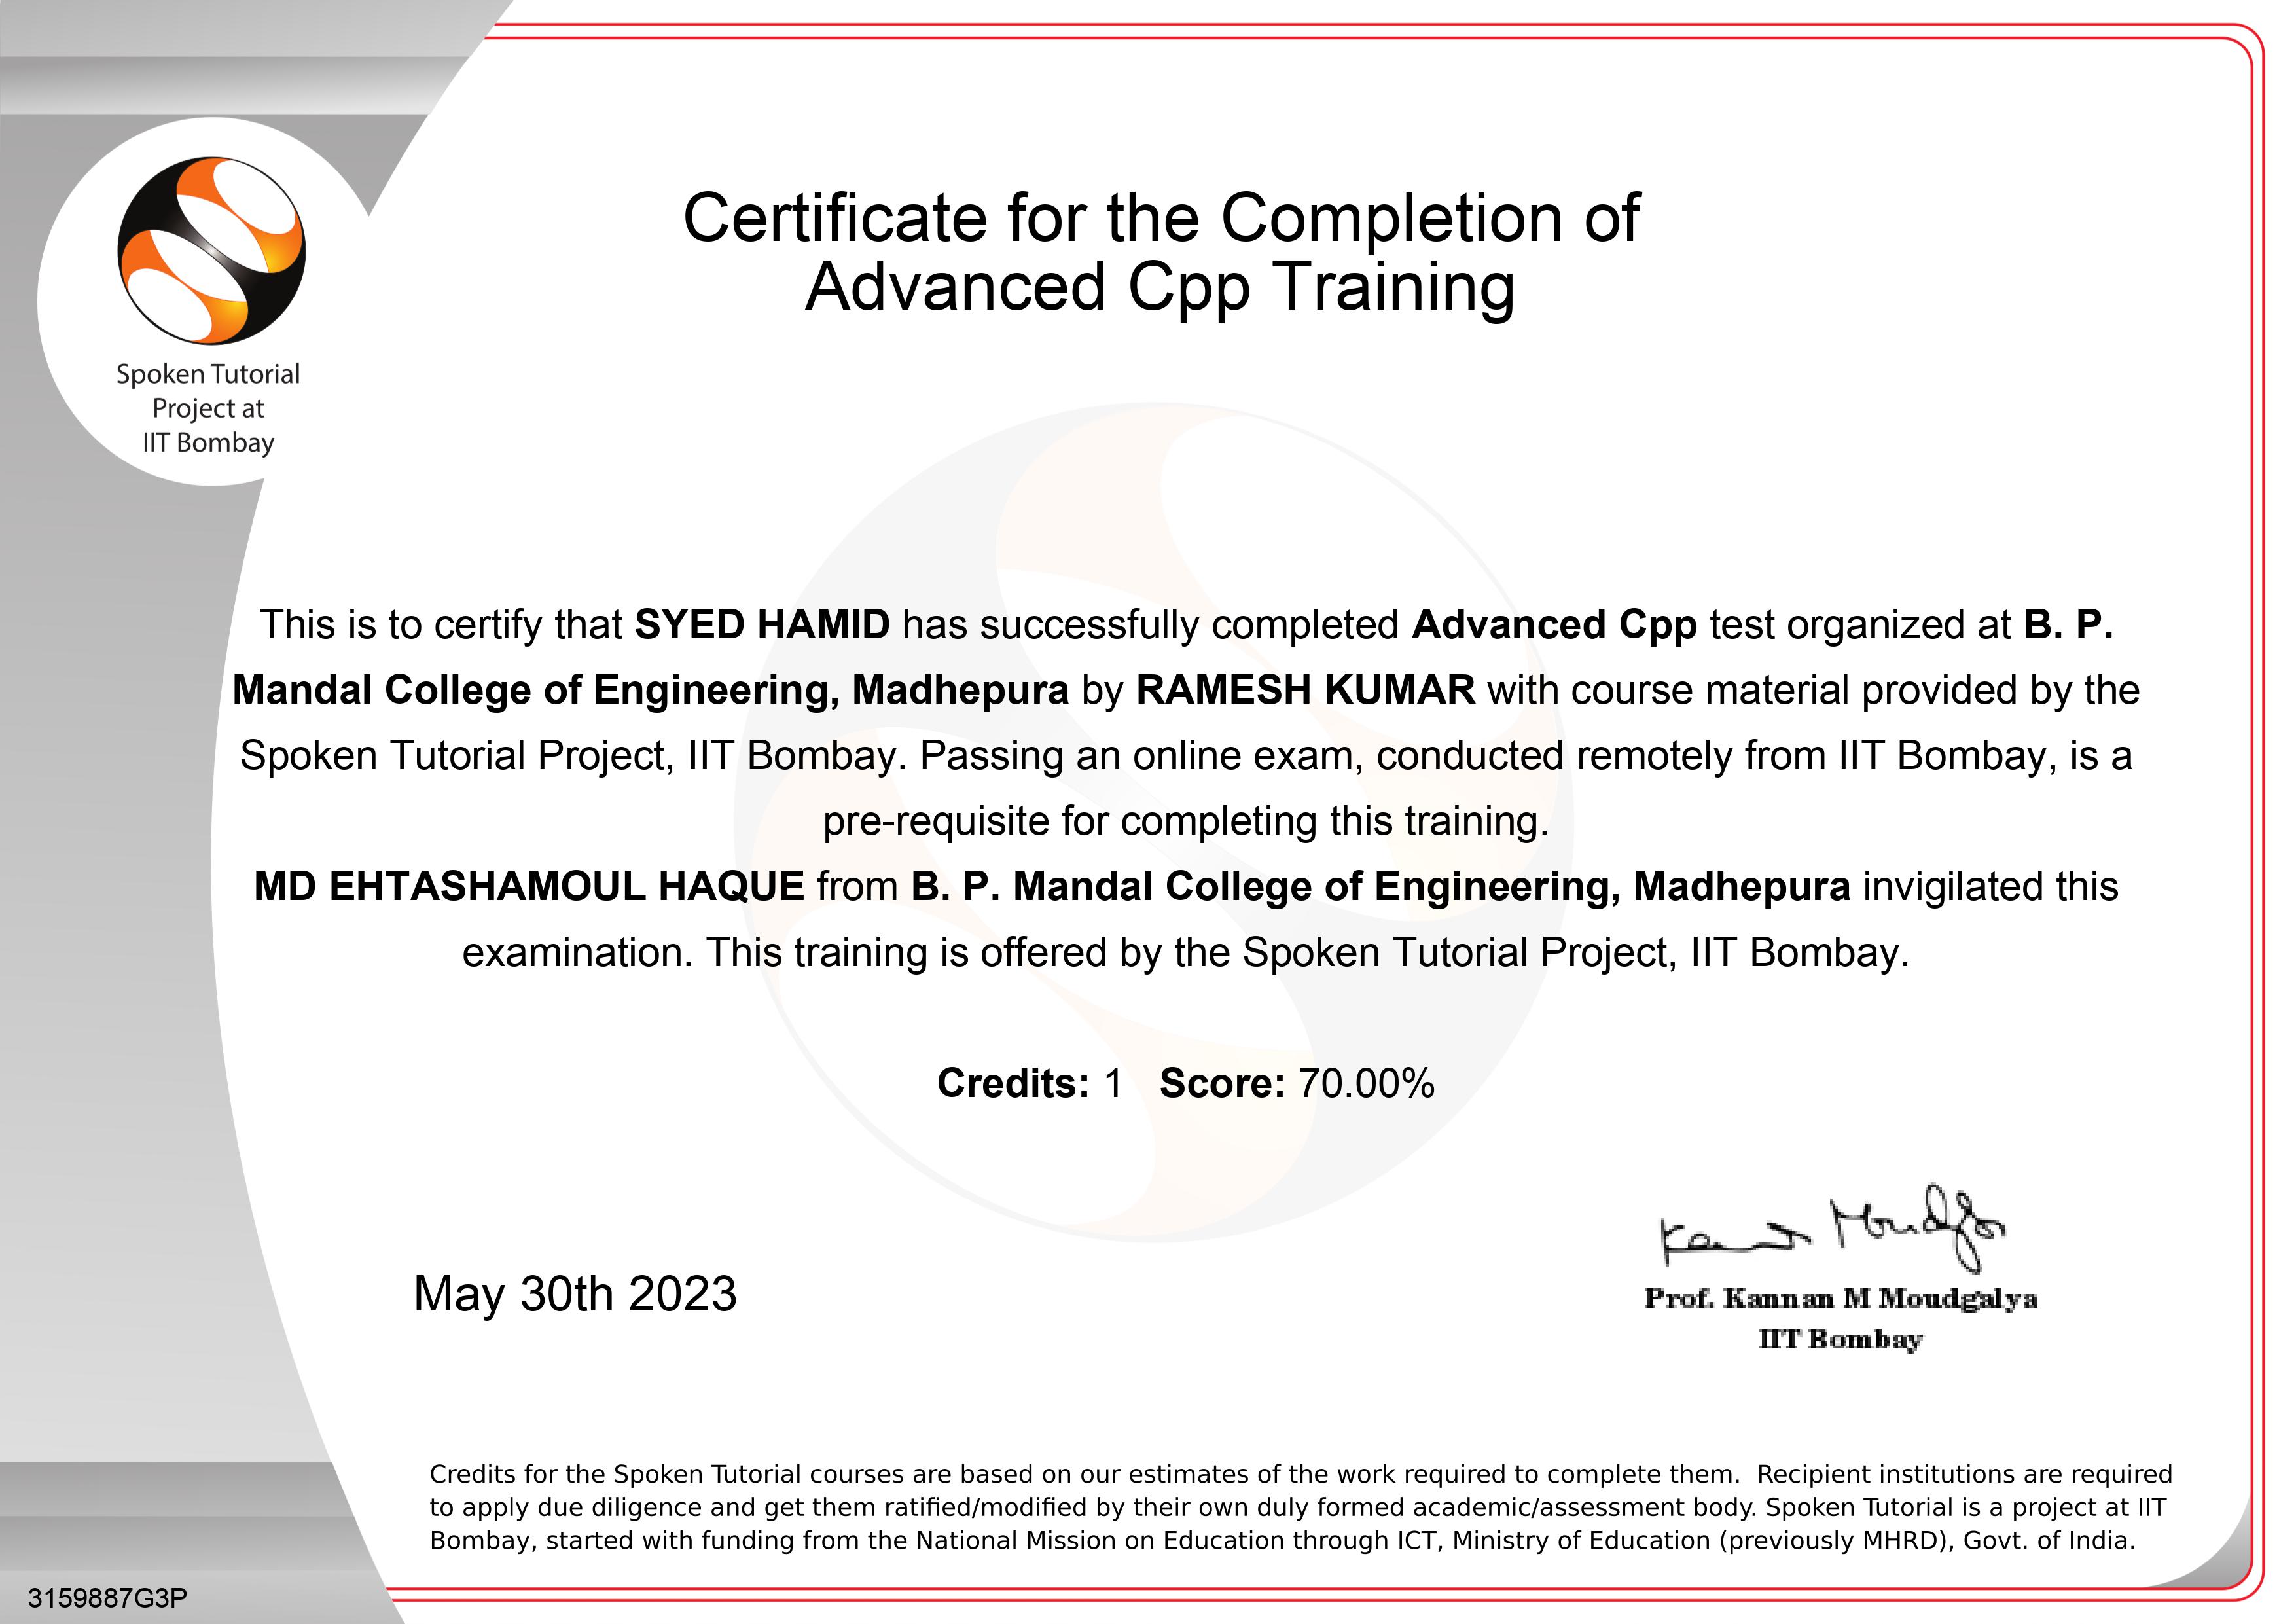 Spoken Tutorial
Project at
IIT Bombay
Certificate for the Completion of
Advanced Cpp Training
This is to certify that SYED HAMID has successfully completed Advanced Cpp test organized at B. P.
Mandal College of Engineering, Madhepura by RAMESH KUMAR with course material provided by the
Spoken Tutorial Project, IIT Bombay. Passing an online exam, conducted remotely from IIT Bombay, is a
pre-requisite for completing this training.
MD EHTASHAMOUL HAQUE from B. P. Mandal College of Engineering, Madhepura invigilated this
examination. This training is offered by the Spoken Tutorial Project, IIT Bombay.
Credits: 1 Score: 70.00%
May 30th 2023
Kannan Moudgalya
Prof. Kannan M Moudgalya
IIT Bombay
Credits for the Spoken Tutorial courses are based on our estimates of the work required to complete them. Recipient institutions are required
to apply due diligence and get them ratified/modified by their own duly formed academic/assessment body. Spoken Tutorial is a project at IIT
Bombay, started with funding from the National Mission on Education through ICT, Ministry of Education (previously MHRD), Govt. of India.
3159887G3P